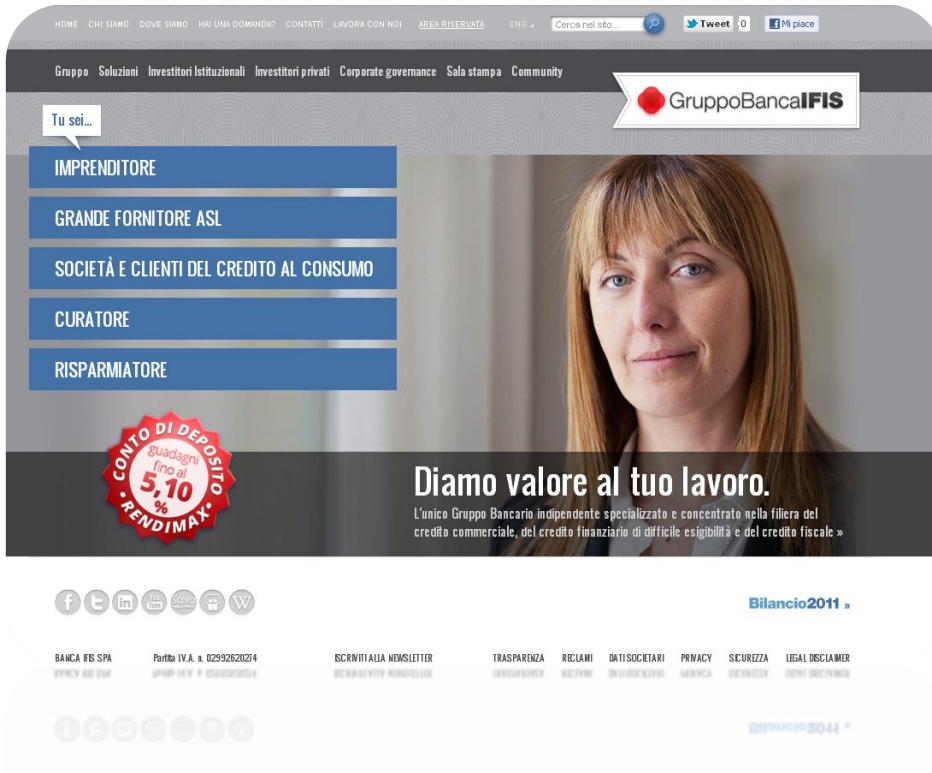 HOME CHI SIAMO DOVE SIAMO HAI UNA DOMANDA? CONTATTI LAVORA CON NOI AREA RISERVATA ENG Cerca nel sito... Tweet 0 Mi piace
Gruppo Soluzioni Investitori Istituzionali Investitori privati Corporate governance Sala stampa Community
GruppoBancaIFIS
Tu sei...
IMPRENDITORE
GRANDE FORNITORE ASL
SOCIETÀ E CLIENTI DEL CREDITO AL CONSUMO
CURATORE
RISPARMIATORE
CONTO DI DEPOSITO
guadagni
fino al
5,10
%
RENDIMAX
Diamo valore al tuo lavoro.
L'unico Gruppo Bancario indipendente specializzato e concentrato nella filiera del
credito commerciale, del credito finanziario di difficile esigibilità e del credito fiscale »
Bilancio2011 »
BANCA IFIS SPA Partita I.V.A. n. 02992620274 ISCRIVITI ALLA NEWSLETTER TRASPARENZA RECLAMI DATI SOCIETARI PRIVACY SICUREZZA LEGAL DISCLAIMER